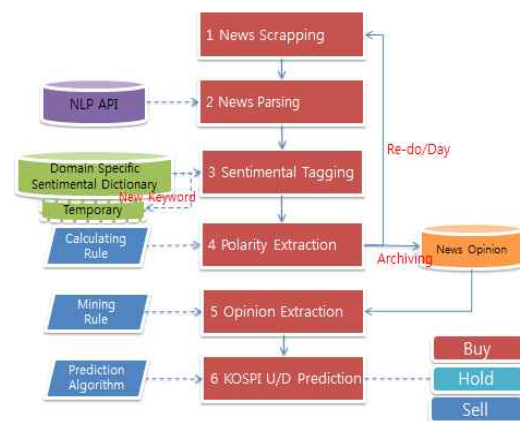 1 News Scrapping
NLP API
2 News Parsing
Re-do/Day
Domain Specific
Sentimental Dictionary
3 Sentimental Tagging
New Keyword
Temporary
Calculating
Rule
4 Polarity Extraction
News Opinion
Archiving
Mining
Rule
5 Opinion Extraction
Buy
Prediction
Algorithm
6 KOSPI U/D Prediction
Hold
Sell